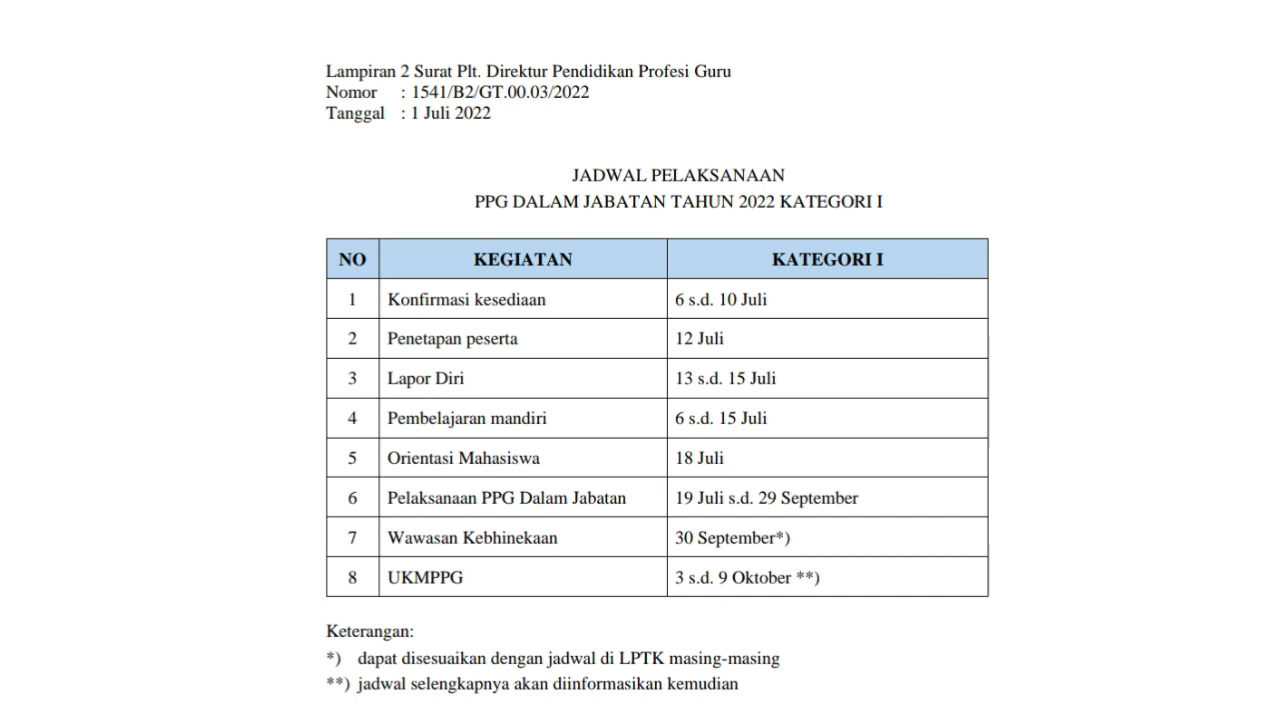 Lampiran 2 Surat Plt. Direktur Pendidikan Profesi Guru
Nomor : 1541/B2/GT.00.03/2022
Tanggal : 1 Juli 2022
JADWAL PELAKSANAAN
PPG DALAM JABATAN TAHUN 2022 KATEGORI I
NO KEGIATAN KATEGORI I
1 Konfirmasi kesediaan 6 s.d. 10 Juli
2 Penetapan peserta 12 Juli
3 Lapor Diri 13 s.d. 15 Juli
4 Pembelajaran mandiri 6 s.d. 15 Juli
5 Orientasi Mahasiswa 18 Juli
6 Pelaksanaan PPG Dalam Jabatan 19 Juli s.d. 29 September
7 Wawasan Kebhinekaan 30 September*)
8 UKMPPG 3 s.d. 9 Oktober **)
Keterangan:
*) dapat disesuaikan dengan jadwal di LPTK masing-masing
**) jadwal selengkapnya akan diinformasikan kemudian